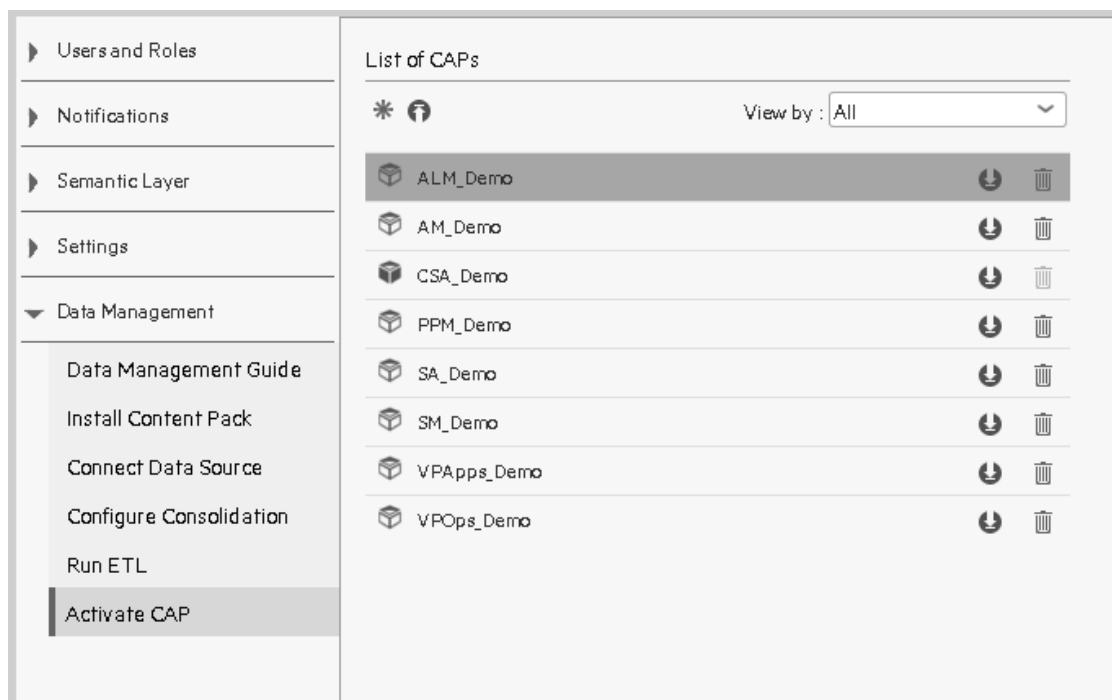 Users and Roles
Notifications
Semantic Layer
Settings
Data Management
Data Management Guide
Install Content Pack
Connect Data Source
Configure Consolidation
Run ETL
Activate CAP
List of CAPs
View by : All
ALM_Demo
AM_Demo
CSA_Demo
PPM_Demo
SA_Demo
SM_Demo
VPApps_Demo
VPOps_Demo